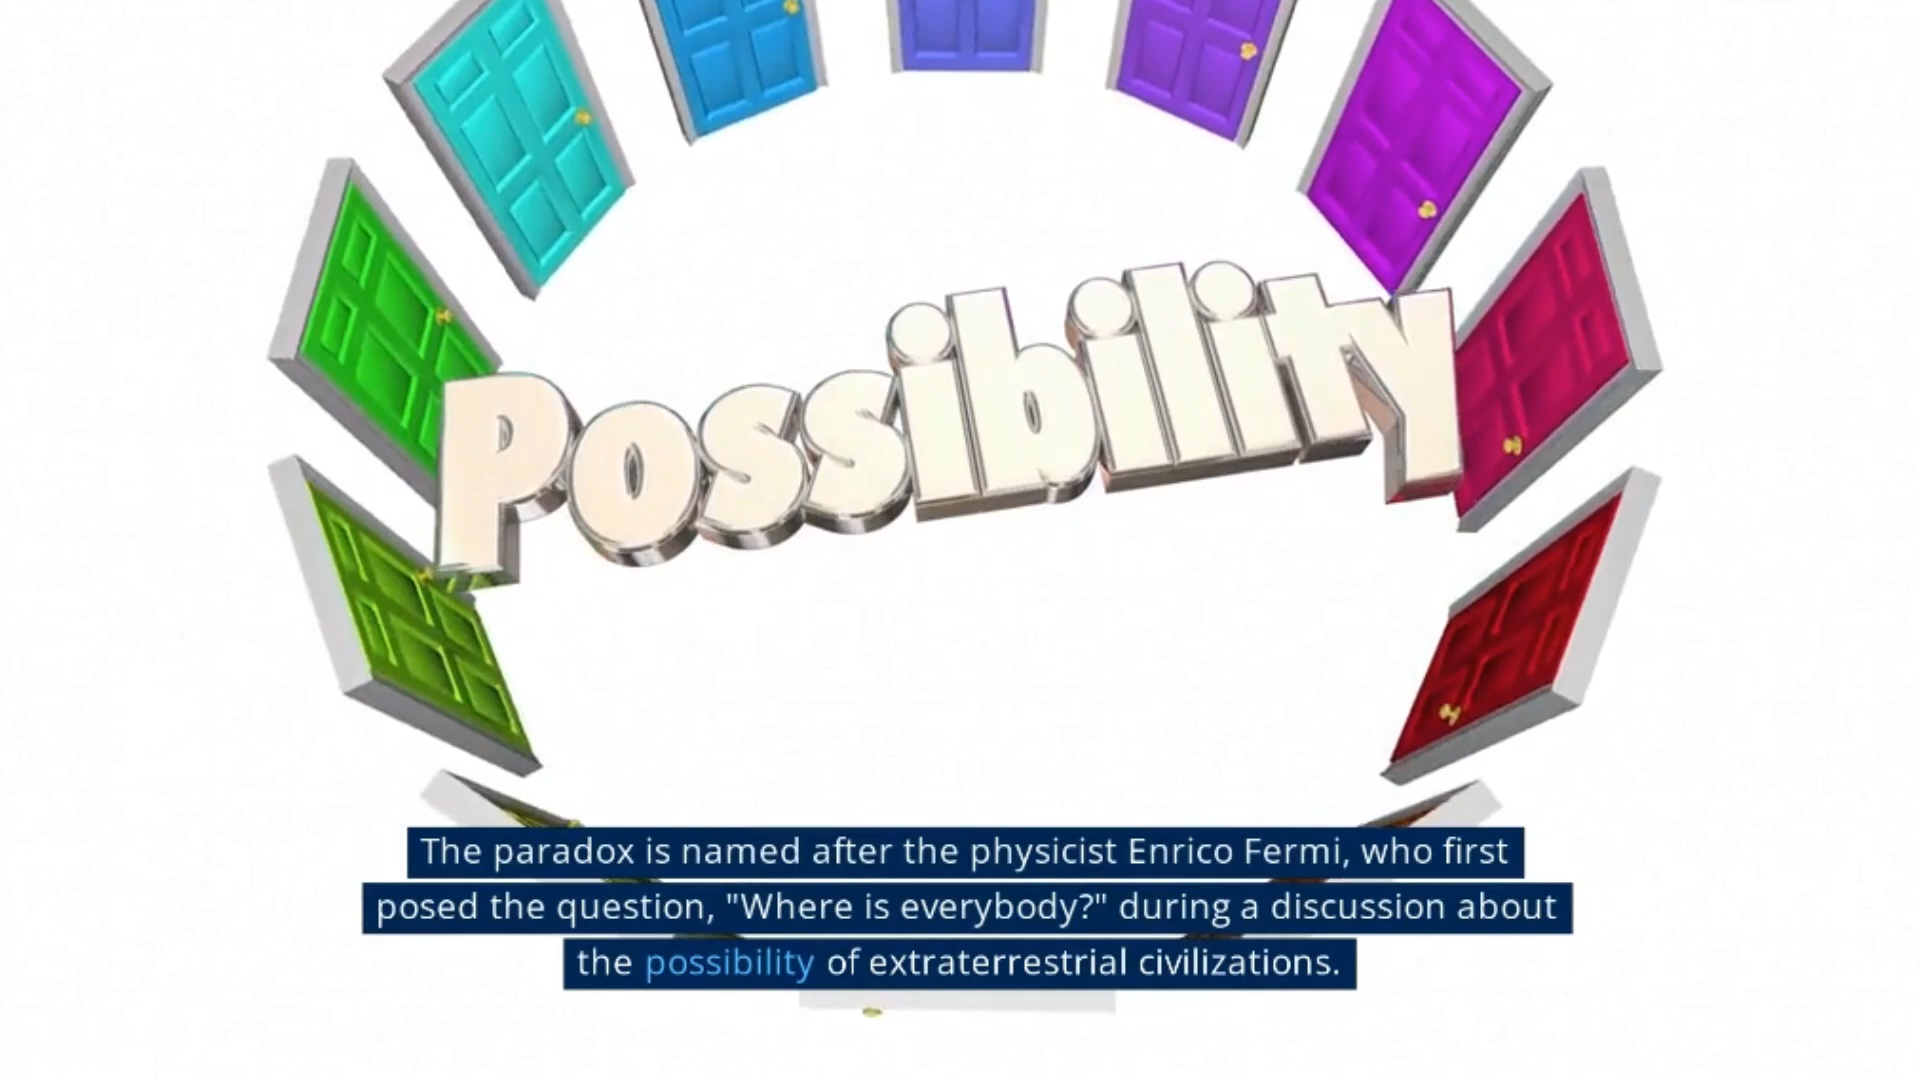 Possibility
The paradox is named after the physicist Enrico Fermi, who first
posed the question, "Where is everybody?" during a discussion about
the possibility of extraterrestrial civilizations.